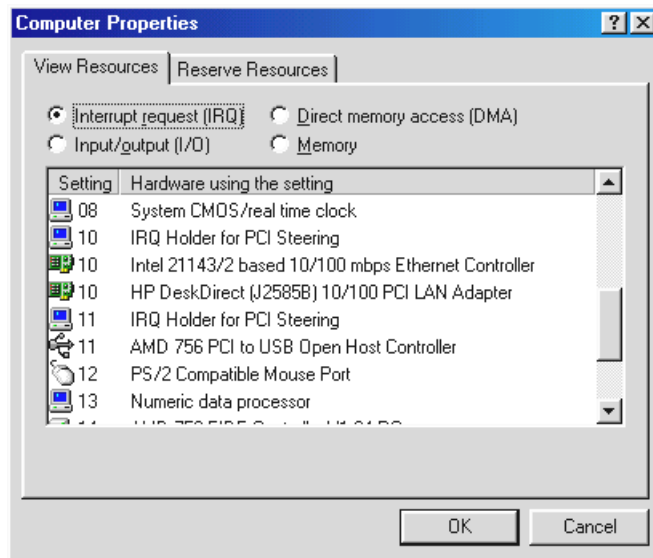 Computer Properties
View Resources Reserve Resources
Interrupt request (IRQ) Direct memory access (DMA)
Input/output (I/O) Memory
Setting Hardware using the setting
08 System CMOS/real time clock
10 IRQ Holder for PCI Steering
10 Intel 21143/2 based 10/100 mbps Ethernet Controller
10 HP DeskDirect (J2585B) 10/100 PCI LAN Adapter
11 IRQ Holder for PCI Steering
11 AMD 756 PCI to USB Open Host Controller
12 PS/2 Compatible Mouse Port
13 Numeric data processor
OK Cancel